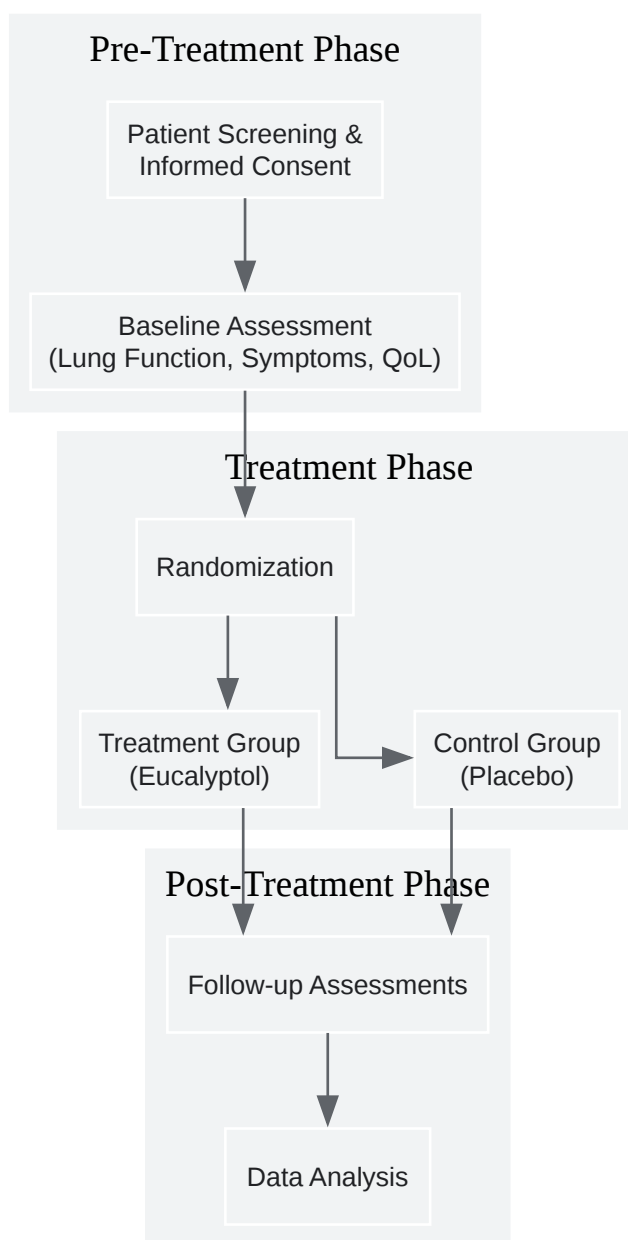 Pre-Treatment Phase
Patient Screening &
Informed Consent
Baseline Assessment
(Lung Function, Symptoms, QoL)
Treatment Phase
Randomization
Treatment Group
(Eucalyptol)
Control Group
(Placebo)
Post-Treatment Phase
Follow-up Assessments
Data Analysis